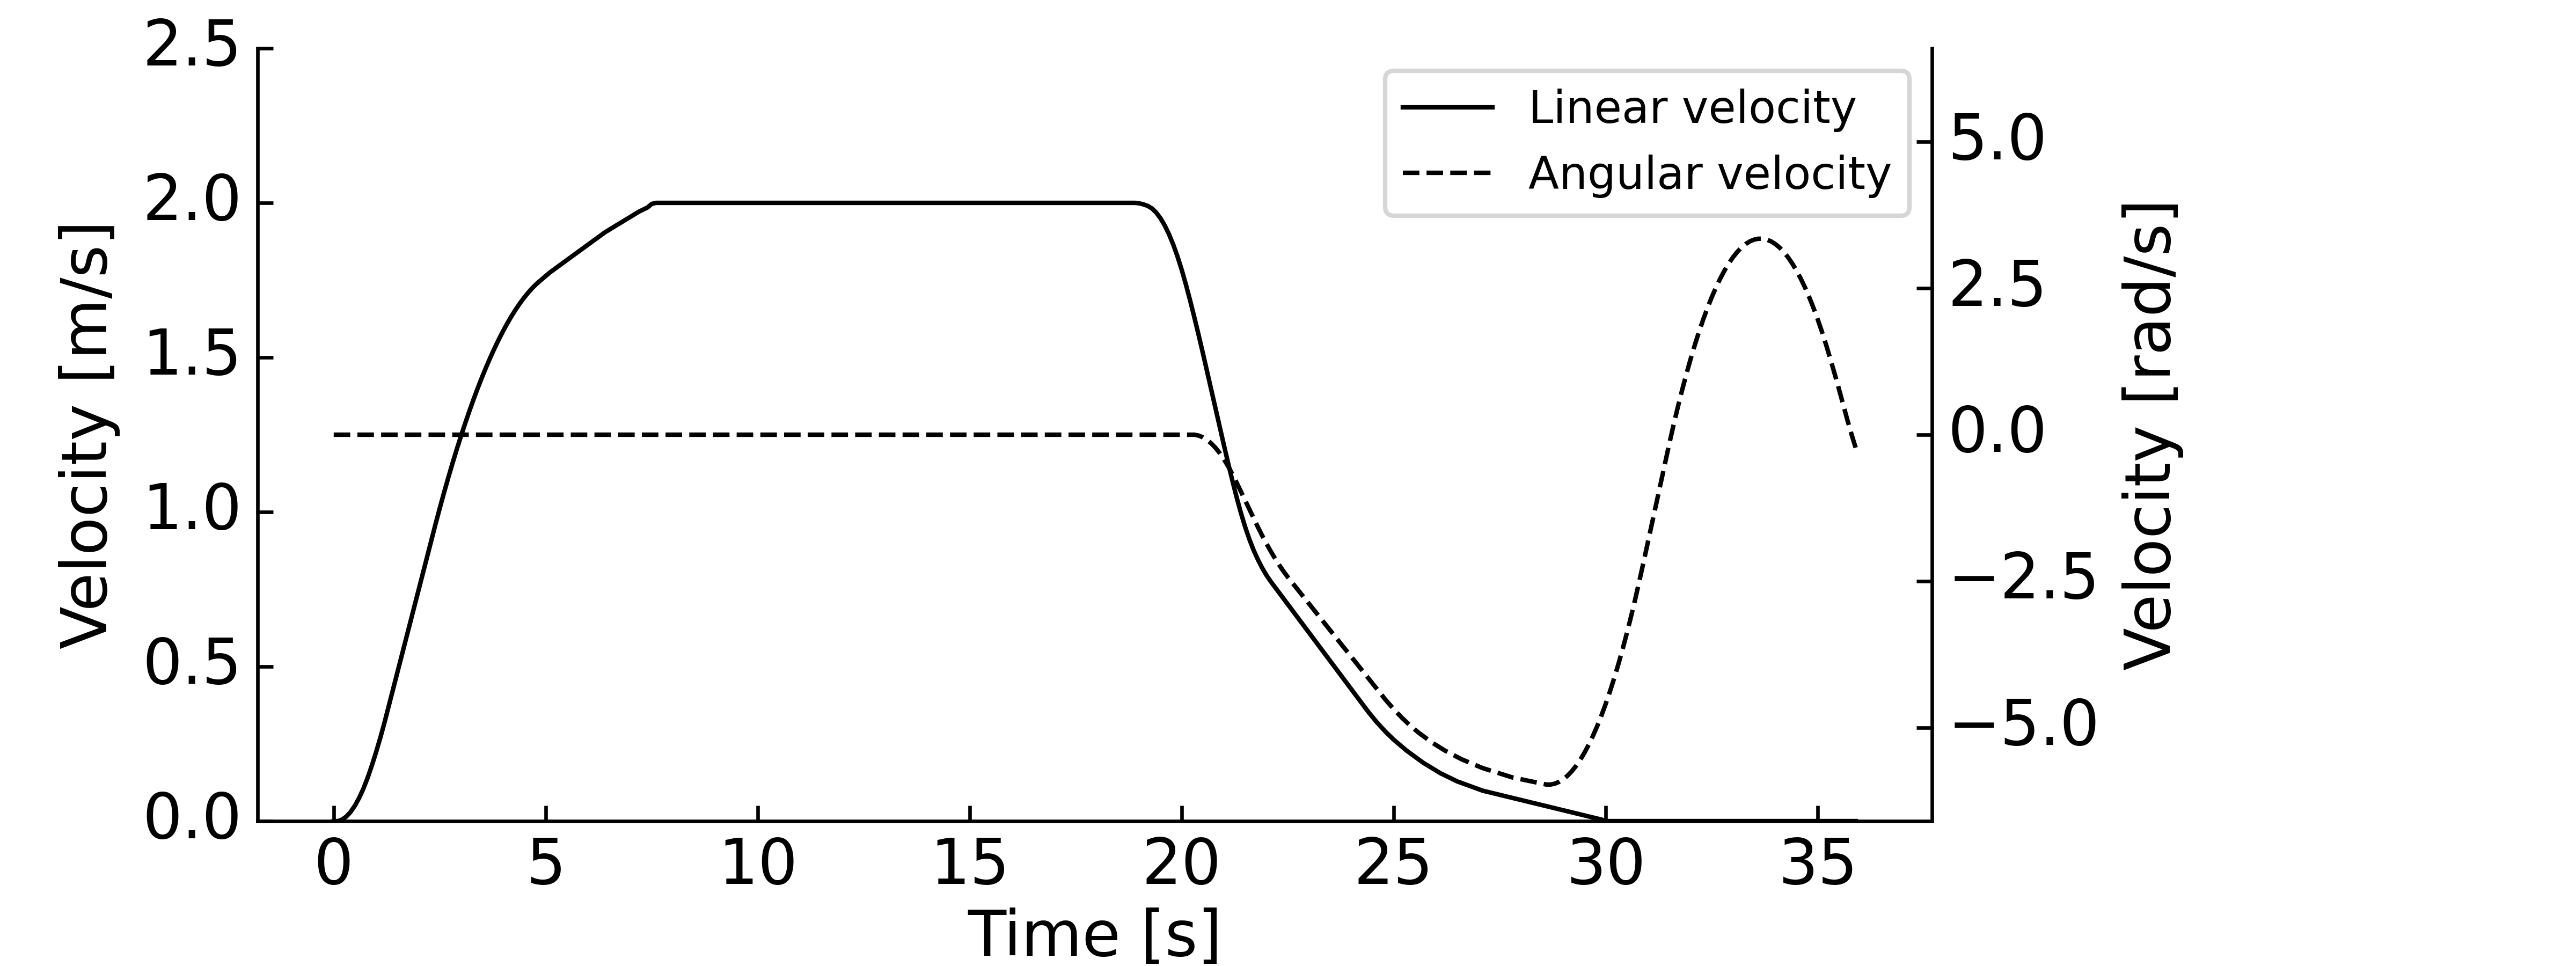 2.5
2.0
1.5
1.0
0.5
0.0
Velocity [m/s]
Linear velocity
Angular velocity
5.0
2.5
0.0
−2.5
−5.0
Velocity [rad/s]
0 5 10 15 20 25 30 35
Time [s]